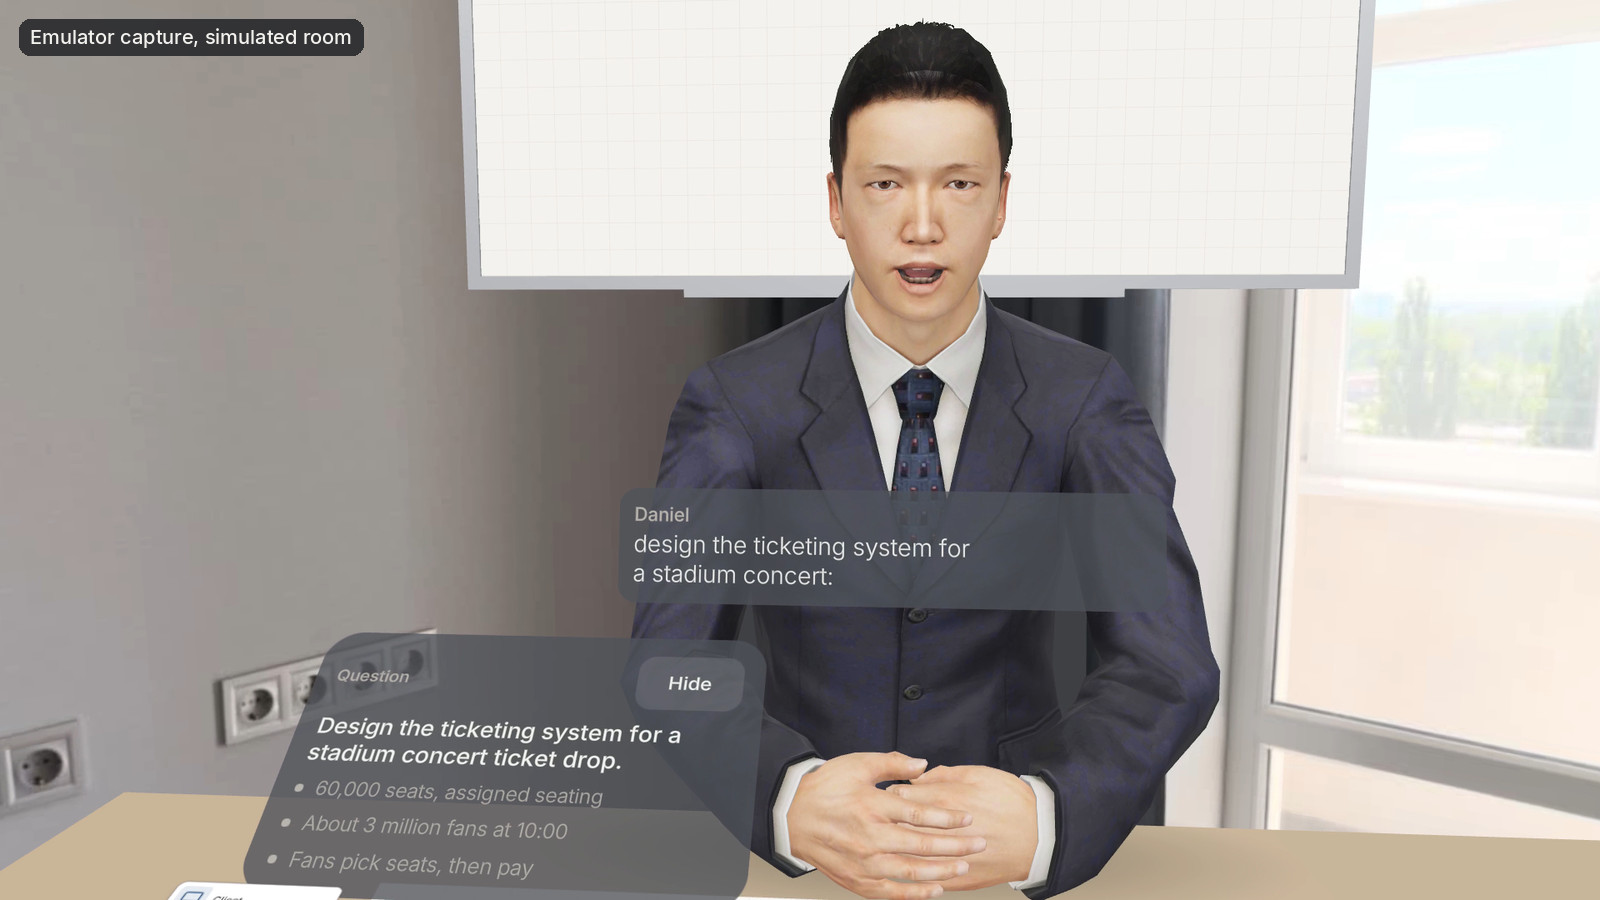 Emulator capture, simulated room
Daniel
design the ticketing system for
a stadium concert:
Question
Hide
Design the ticketing system for a
stadium concert ticket drop.
• 60,000 seats, assigned seating
• About 3 million fans at 10:00
• Fans pick seats, then pay